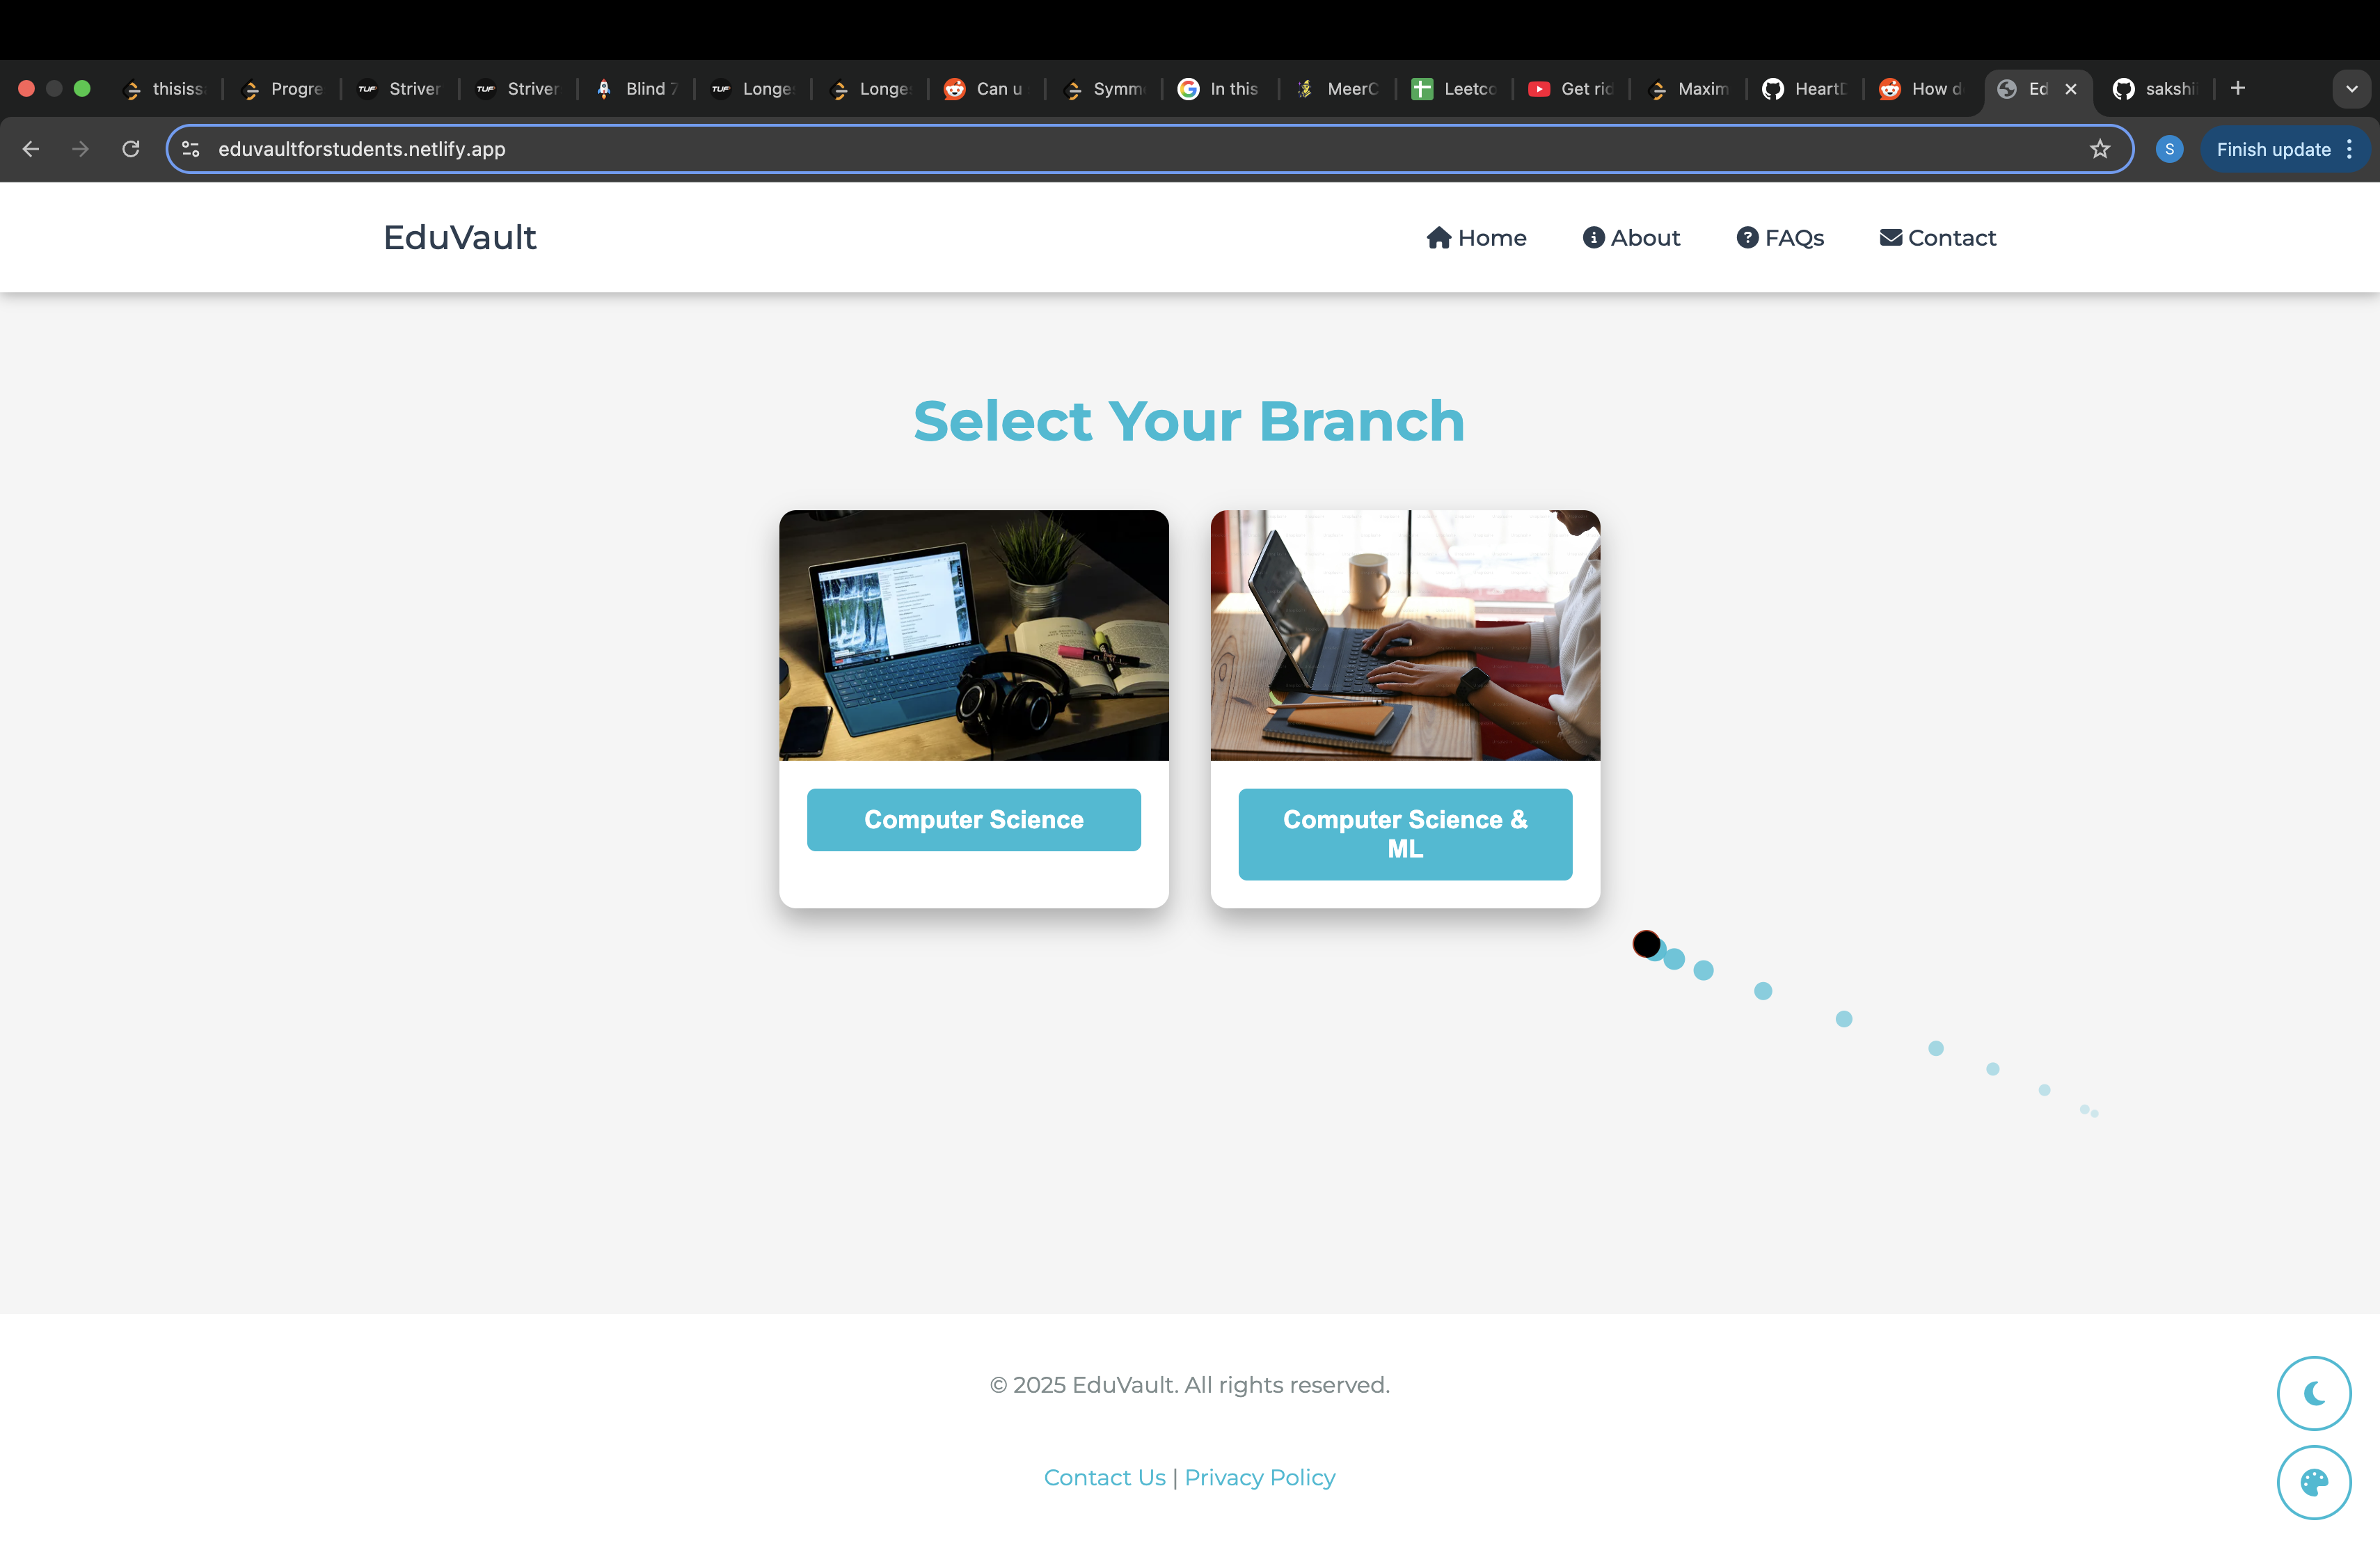 thisiss
Progre
Striver
Striver
Blind 7
Longe
Longe
Can u
Symm
In this
MeerC
Leetco
Get rid
Maxim
HeartD
How d
Ed
sakshi
eduvaultforstudents.netlify.app
S
Finish update
EduVault
Home
About
FAQs
Contact
Select Your Branch
Computer Science
Computer Science &
ML
© 2025 EduVault. All rights reserved.
Contact Us | Privacy Policy